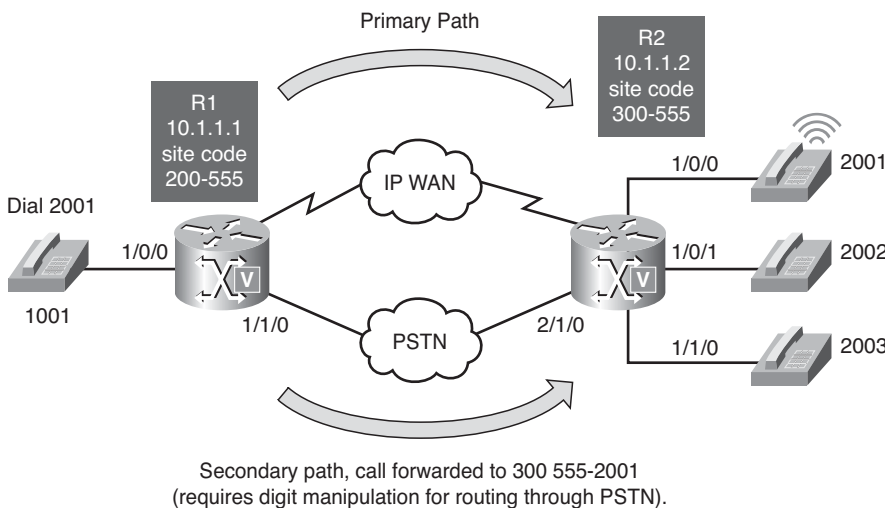 Primary Path
R1
10.1.1.1
site
code
200-555
R2
10.1.1.2
site code
300-555
Dial 2001
1/0/0
1001
V
1/1/0
IP WAN
PSTN
2/1/0
V
1/0/0
2001
1/0/1
2002
1/1/0
2003
Secondary path, call forwarded to 300 555-2001
(requires digit manipulation for routing through PSTN).